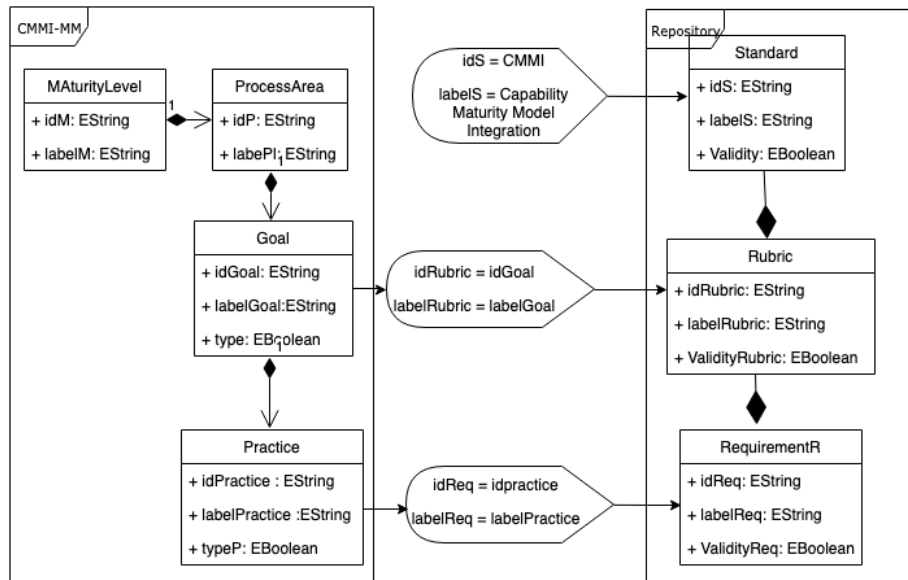 CMMI-MM
MAturityLevel
+ idM: EString
+ labelM: EString
1
ProcessArea
+ idP: EString
+ labePl: EString
1
Goal
+ idGoal: EString
+ labelGoal:EString
+ type: EBoolean
1
Practice
+ idPractice : EString
+ labelPractice :EString
+ typeP: EBoolean
idS = CMMI
labelS = Capability
Maturity Model
Integration
idRubric = idGoal
labelRubric = labelGoal
idReq = idpractice
labelReq = labelPractice
Repository
Standard
+ idS: EString
+ labelS: EString
+ Validity: EBoolean
Rubric
+ idRubric: EString
+ labelRubric: EString
+ ValidityRubric: EBoolean
RequirementR
+ idReq: EString
+ labelReq: EString
+ ValidityReq: EBoolean